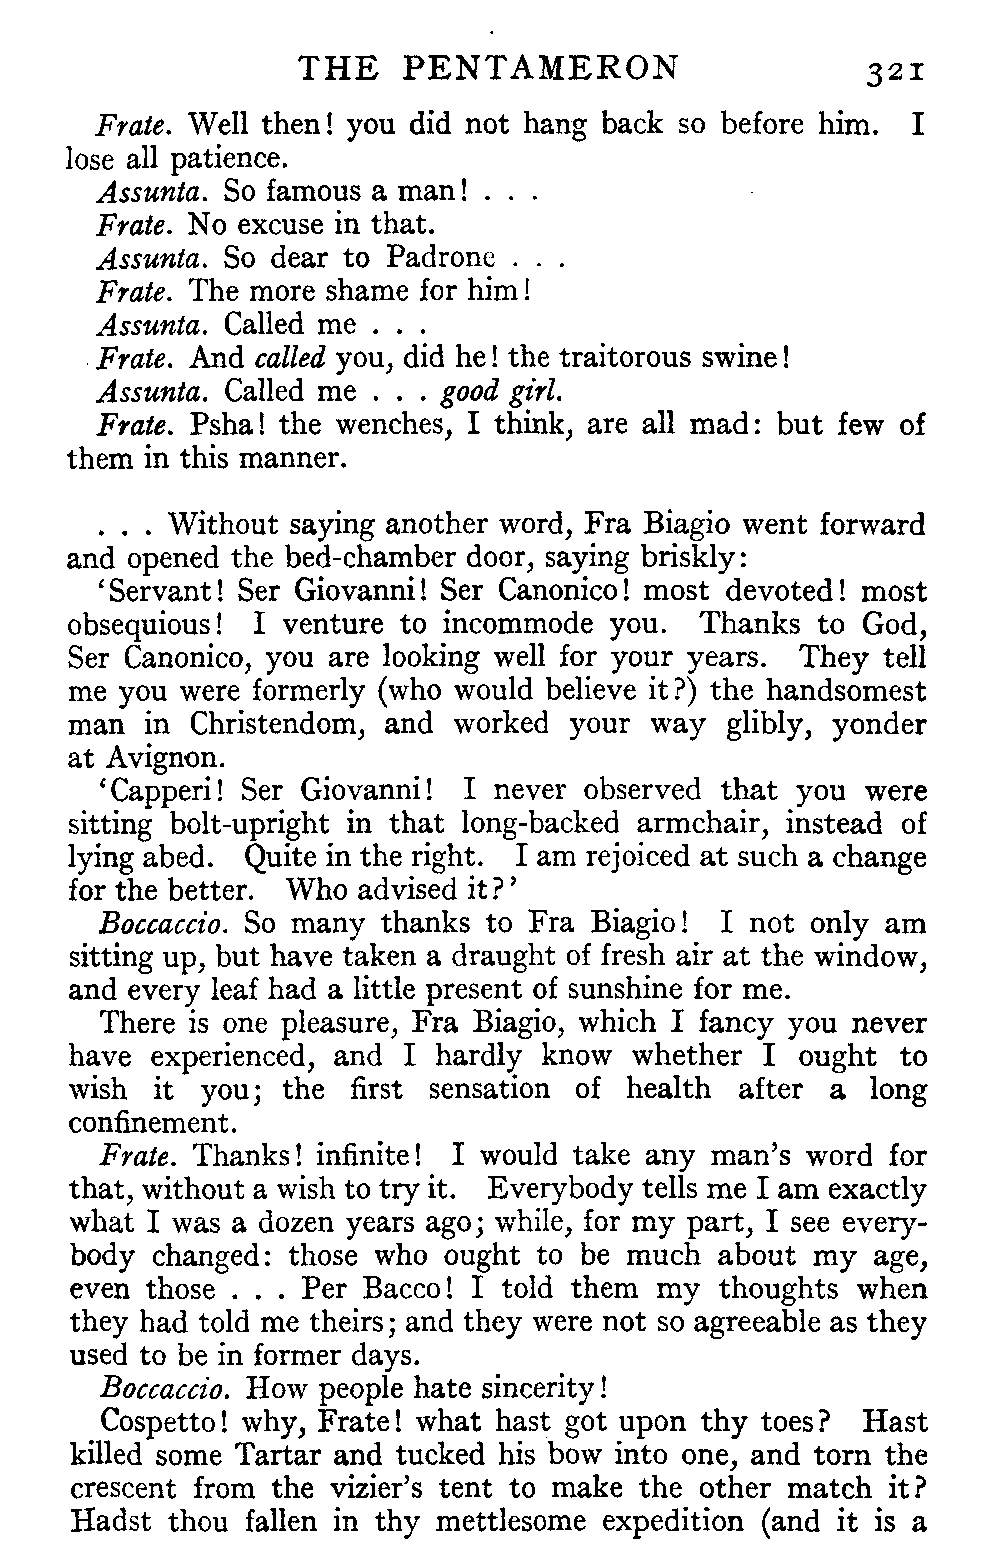 THE PENTAMERON 321
Frate. Well then! you did not hang back so before him. I
lose all patience.
Assunta. So famous a man! . . .
Frate. No excuse in that.
Assunta. So dear to Padrone . . .
Frate. The more shame for him!
Assunta. Called me . . .
Frate. And called you, did he! the traitorous swine!
Assunta. Called me . . . good girl.
Frate. Psha! the wenches, I think, are all mad: but few of
them in this manner.
. . . Without saying another word, Fra Biagio went forward
and opened the bed-chamber door, saying briskly:
‘Servant! Ser Giovanni! Ser Canonico! most devoted! most
obsequious! I venture to incommode you. Thanks to God,
Ser Canonico, you are looking well for your years. They tell
me you were formerly (who would believe it?) the handsomest
man in Christendom, and worked your way glibly, yonder
at Avignon.
‘Capperi! Ser Giovanni! I never observed that you were
sitting bolt-upright in that long-backed armchair, instead of
lying abed. Quite in the right. I am rejoiced at such a change
for the better. Who advised it?’
Boccaccio. So many thanks to Fra Biagio! I not only am
sitting up, but have taken a draught of fresh air at the window,
and every leaf had a little present of sunshine for me.
There is one pleasure, Fra Biagio, which I fancy you never
have experienced, and I hardly know whether I ought to
wish it you; the first sensation of health after a long
confinement.
Frate. Thanks! infinite! I would take any man’s word for
that, without a wish to try it. Everybody tells me I am exactly
what I was a dozen years ago; while, for my part, I see every-
body changed: those who ought to be much about my age,
even those . . . Per Bacco! I told them my thoughts when
they had told me theirs; and they were not so agreeable as they
used to be in former days.
Boccaccio. How people hate sincerity!
Cospetto! why, Frate! what hast got upon thy toes? Hast
killed some Tartar and tucked his bow into one, and torn the
crescent from the vizier’s tent to make the other match it?
Hadst thou fallen in thy mettlesome expedition (and it is a